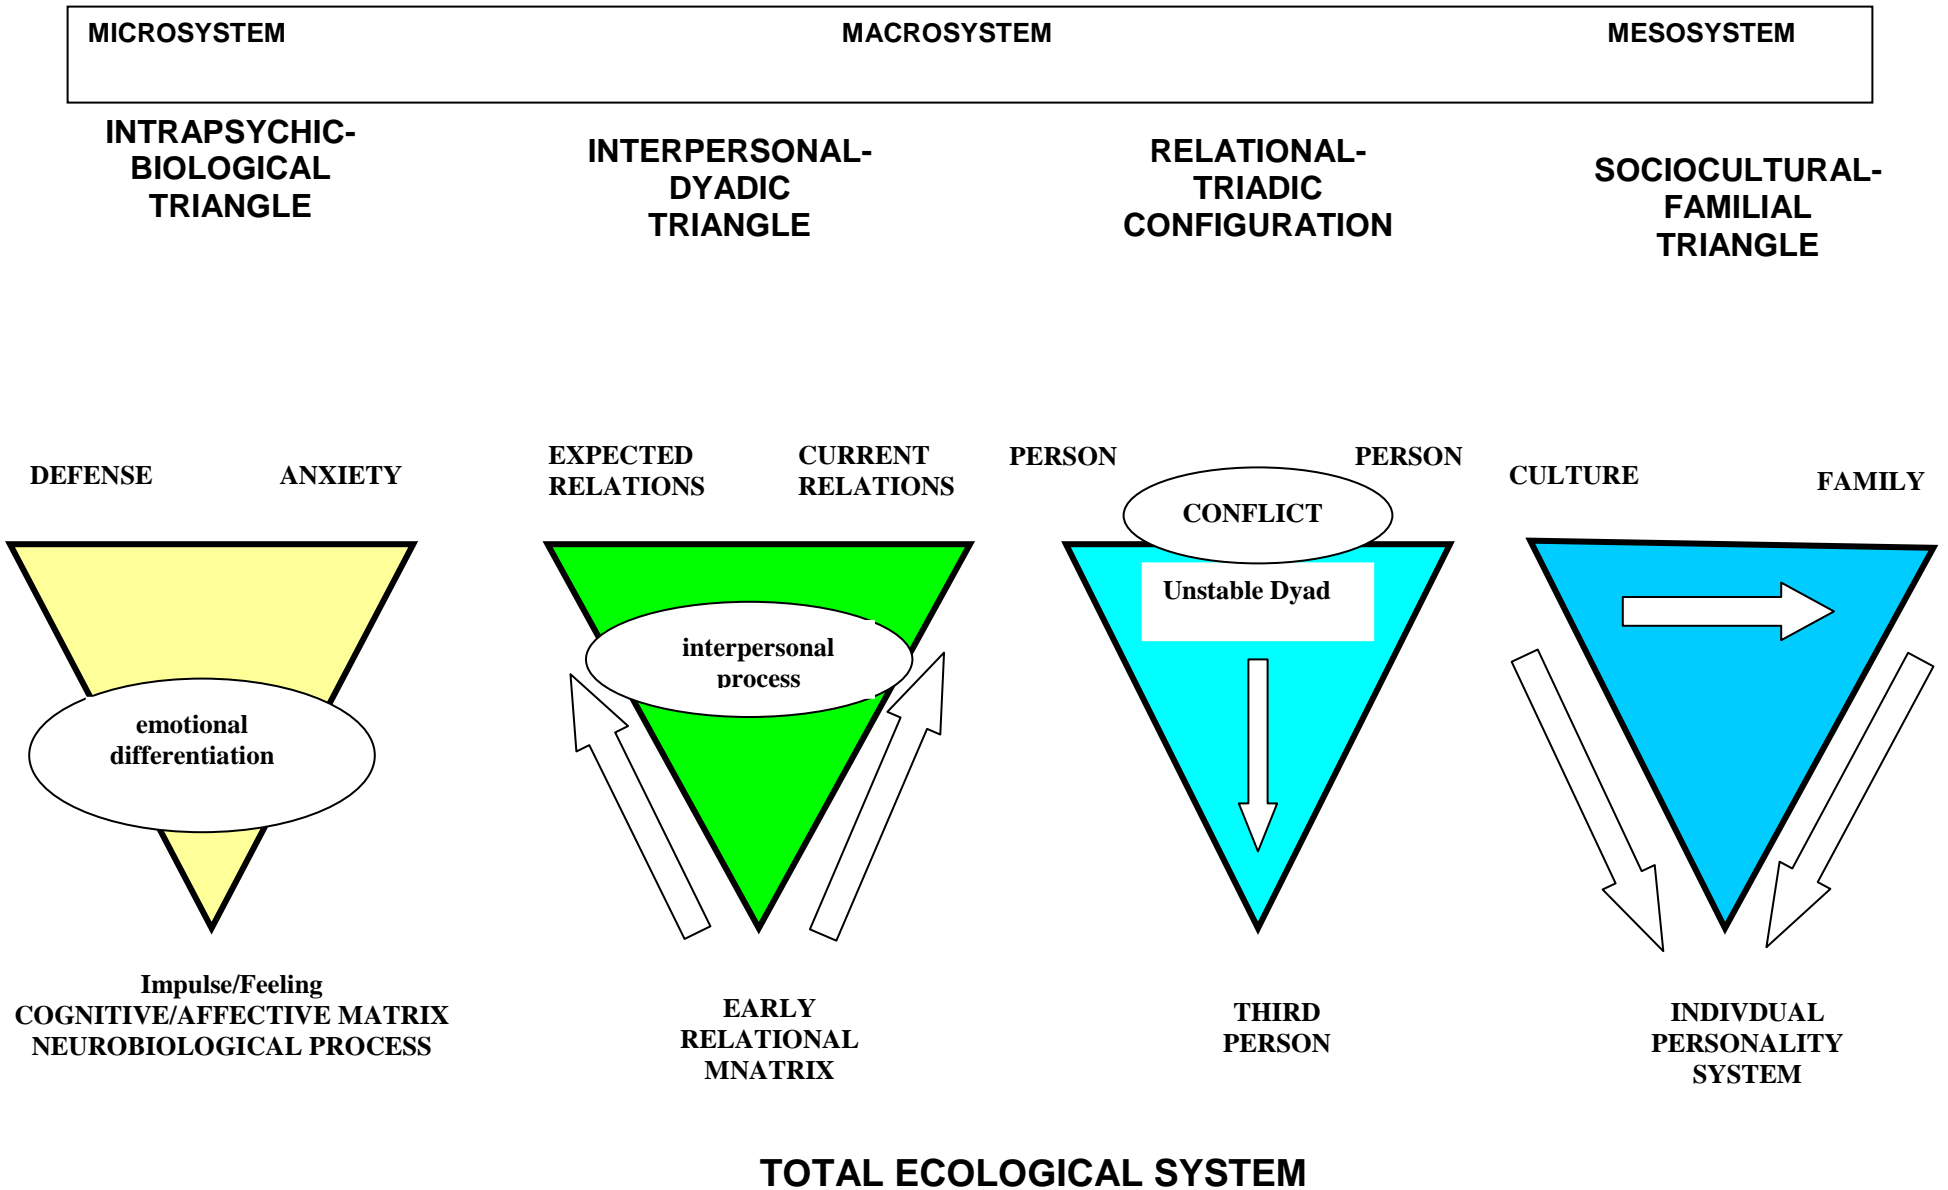 MICROSYSTEM MACROSYSTEM MESOSYSTEM
INTRAPSYCHIC-
BIOLOGICAL
TRIANGLE
INTERPERSONAL-
DYADIC
TRIANGLE
RELATIONAL-
TRIADIC
CONFIGURATION
SOCIOCULTURAL-
FAMILIAL
TRIANGLE
DEFENSE ANXIETY
emotional
differentiation
Impulse/Feeling
COGNITIVE/AFFECTIVE MATRIX
NEUROBIOLOGICAL PROCESS
EXPECTED
RELATIONS
CURRENT
RELATIONS
interpersonal
process
EARLY
RELATIONAL
MNATRIX
PERSON PERSON
CONFLICT
Unstable Dyad
THIRD
PERSON
CULTURE FAMILY
INDIVDUAL
PERSONALITY
SYSTEM
TOTAL ECOLOGICAL SYSTEM